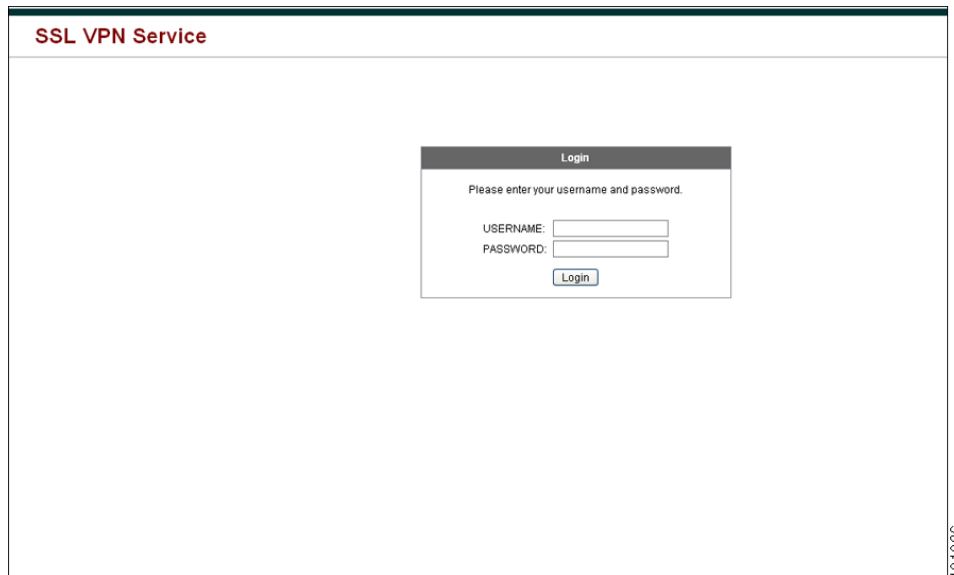 SSL VPN Service
Login
Please enter your username and password.
USERNAME:
PASSWORD:
Login